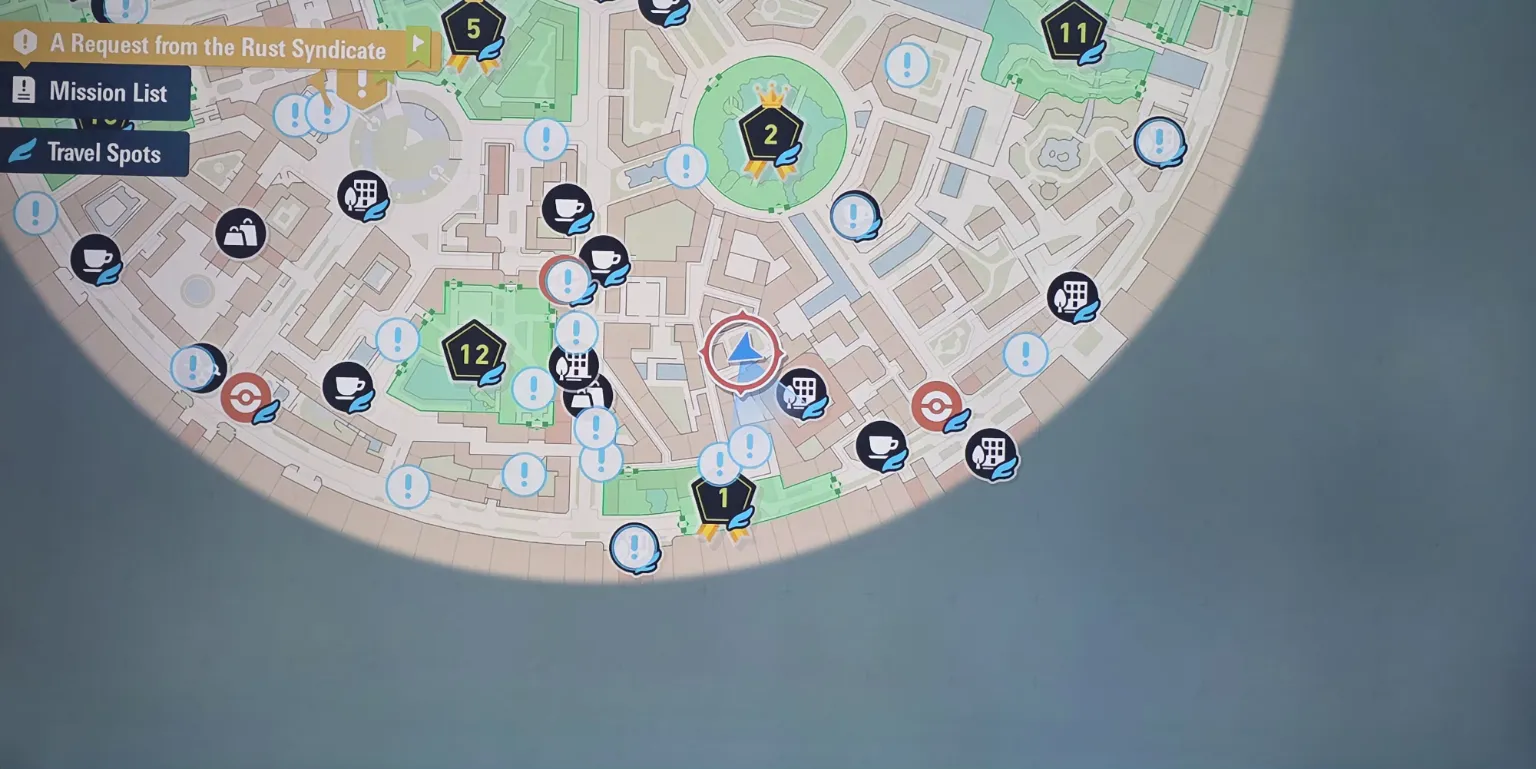 A Request from the Rust Syndicate
Mission List
Travel Spots
5
11
2
12
1